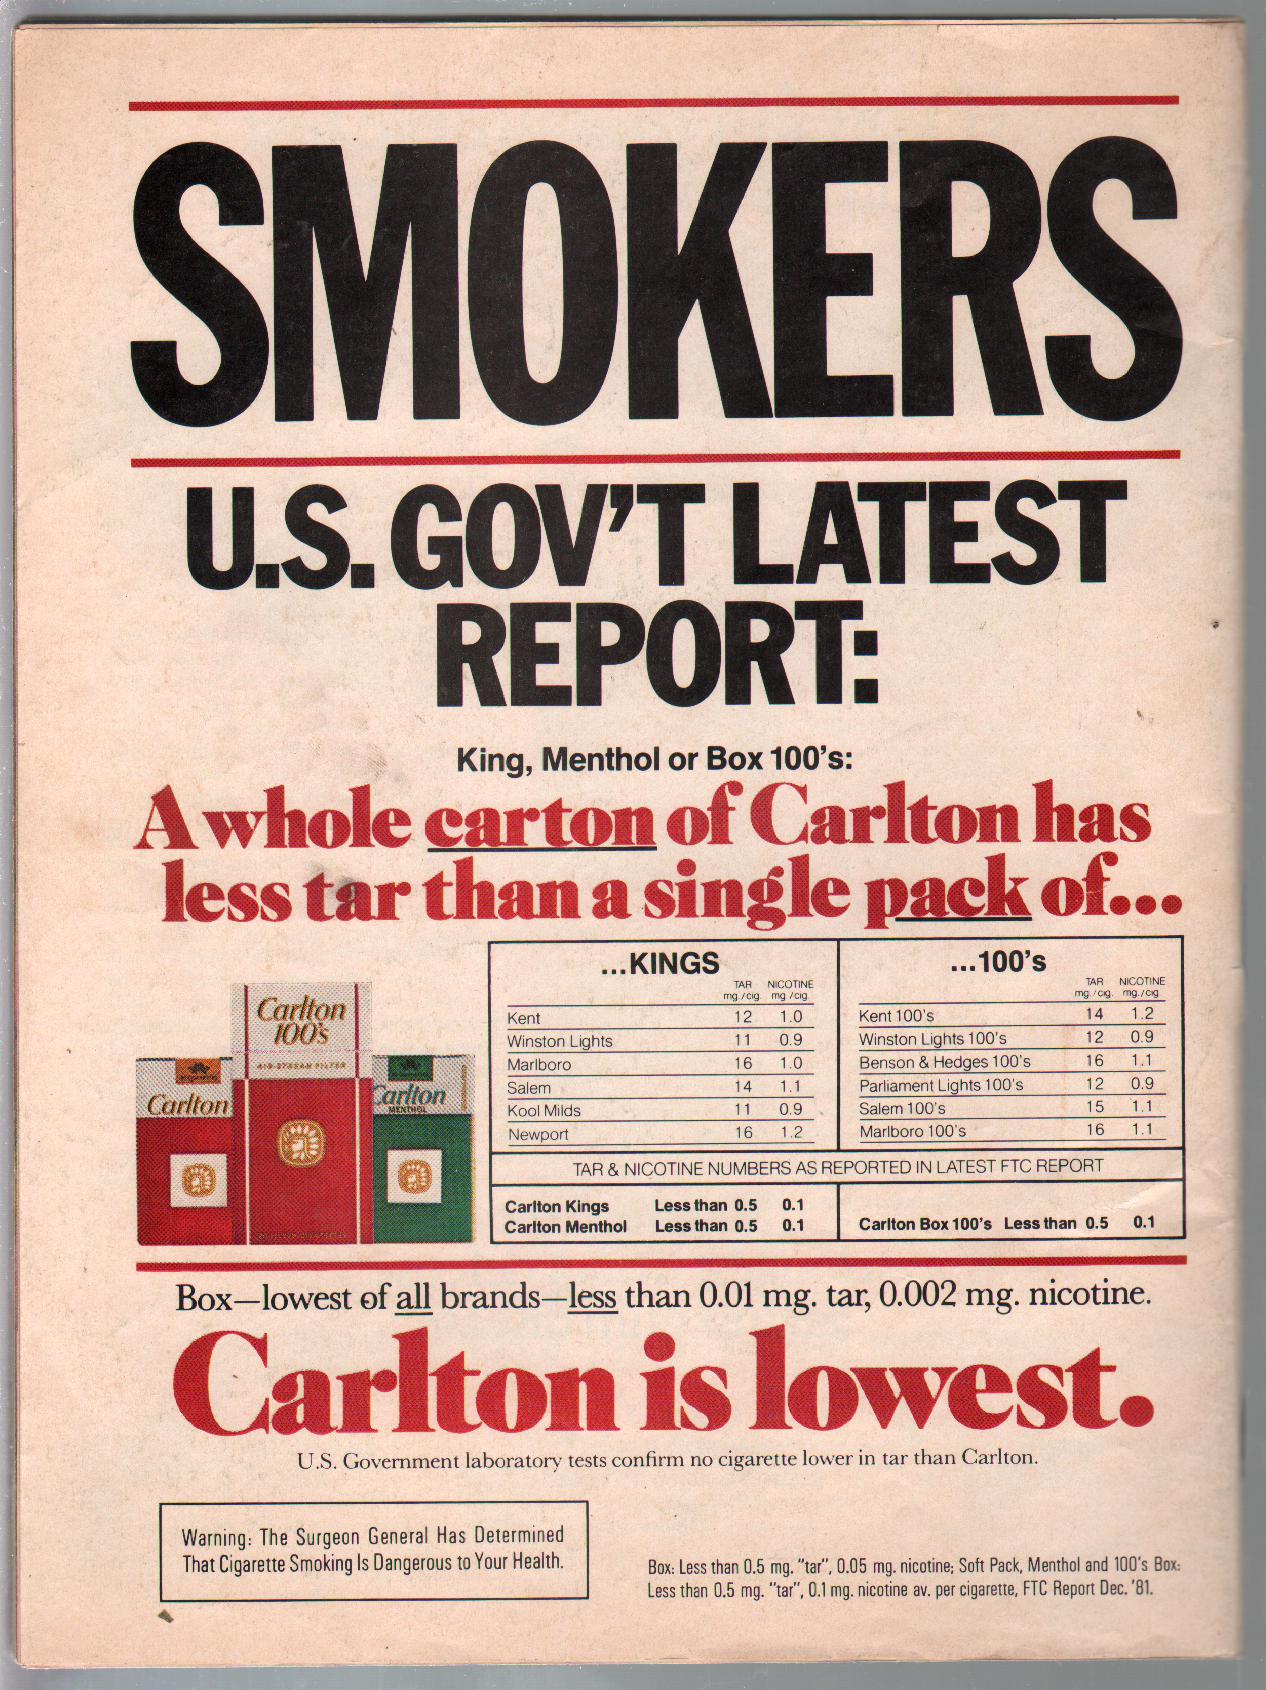 SMOKERS
U.S. GOV'T LATEST
REPORT:
King, Menthol or Box 100's:
A whole carton of Carlton has
less tar than a single pack of...
Carlton
100's
AIR-STREAM FILTER
Carlton
Carlton
MENTHOL
...KINGS
TAR NICOTINE
mg./cig. mg./cig.
Kent 12 1.0
Winston Lights 11 0.9
Marlboro 16 1.0
Salem 14 1.1
Kool Milds 11 0.9
Newport 16 1.2
...100's
TAR NICOTINE
mg./cig. mg./cig.
Kent 100's 14 1.2
Winston Lights 100's 12 0.9
Benson & Hedges 100's 16 1.1
Parliament Lights 100's 12 0.9
Salem 100's 15 1.1
Marlboro 100's 16 1.1
TAR & NICOTINE NUMBERS AS REPORTED IN LATEST FTC REPORT
Carlton Kings Less than 0.5 0.1
Carlton Menthol Less than 0.5 0.1
Carlton Box 100's Less than 0.5 0.1
Box—lowest of all brands—less than 0.01 mg. tar, 0.002 mg. nicotine.
Carlton is lowest.
U.S. Government laboratory tests confirm no cigarette lower in tar than Carlton.
Warning: The Surgeon General Has Determined
That Cigarette Smoking Is Dangerous to Your Health.
Box: Less than 0.5 mg. "tar", 0.05 mg. nicotine; Soft Pack, Menthol and 100's Box:
Less than 0.5 mg. "tar", 0.1 mg. nicotine av. per cigarette, FTC Report Dec. '81.